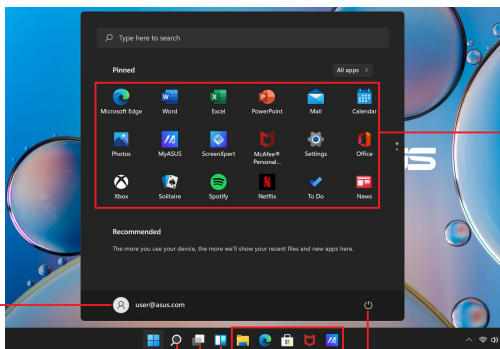 Type here to search
Pinned
All apps >
Microsoft Edge
Word
Excel
PowerPoint
Mail
Calendar
Photos
MyASUS
ScreenXpert
McAfee®
Personal...
Settings
Office
Xbox
Solitaire
Spotify
Netflix
To Do
News
Recommended
The more you use your device, the more we'll show your recent files and new apps here.
user@asus.com